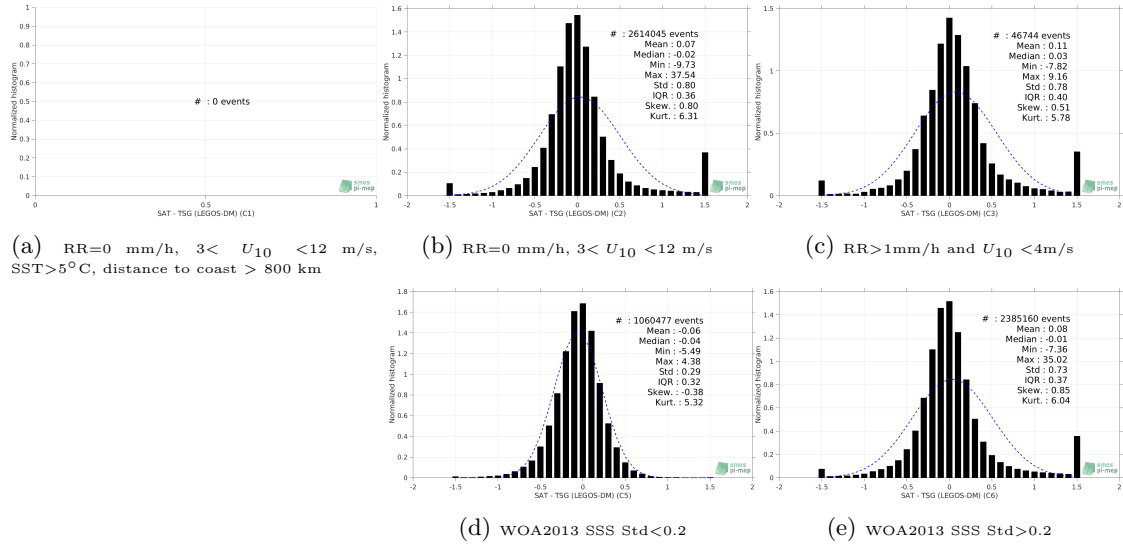 1
0.9
0.8
0.7
0.6
0.5
0.4
0.3
0.2
0.1
0
Normalized histogram
# : 0 events
0 0.5 1
SAT - TSG (LEGOS-DM) (C1)
smos
pi-mep
(a) RR=0 mm/h, 3< U10 <12 m/s,
SST>5°C, distance to coast > 800 km
1.6
1.4
1.2
1
0.8
0.6
0.4
0.2
0
Normalized histogram
# : 2614045 events
Mean : 0.07
Median : -0.02
Min : -9.73
Max : 37.54
Std : 0.80
IQR : 0.36
Skew. : 0.80
Kurt. : 6.31
-2 -1.5 -1 -0.5 0 0.5 1 1.5 2
SAT - TSG (LEGOS-DM) (C2)
smos
pi-mep
(b) RR=0 mm/h, 3< U10 <12 m/s
1.5
1
0.5
0
Normalized histogram
# : 46744 events
Mean : 0.11
Median : 0.03
Min : -7.82
Max : 9.16
Std : 0.78
IQR : 0.40
Skew. : 0.51
Kurt. : 5.78
-2 -1.5 -1 -0.5 0 0.5 1 1.5 2
SAT - TSG (LEGOS-DM) (C3)
smos
pi-mep
(c) RR>1mm/h and U10 <4m/s
1.8
1.6
1.4
1.2
1
0.8
0.6
0.4
0.2
0
Normalized histogram
# : 1060477 events
Mean : -0.06
Median : -0.04
Min : -5.49
Max : 4.38
Std : 0.29
IQR : 0.32
Skew. : -0.38
Kurt. : 5.32
-2 -1.5 -1 -0.5 0 0.5 1 1.5 2
SAT - TSG (LEGOS-DM) (C5)
smos
pi-mep
(d) WOA2013 SSS Std<0.2
1.6
1.4
1.2
1
0.8
0.6
0.4
0.2
0
Normalized histogram
# : 2385160 events
Mean : 0.08
Median : -0.01
Min : -7.36
Max : 35.02
Std : 0.73
IQR : 0.37
Skew. : 0.85
Kurt. : 6.04
-2 -1.5 -1 -0.5 0 0.5 1 1.5 2
SAT - TSG (LEGOS-DM) (C6)
smos
pi-mep
(e) WOA2013 SSS Std>0.2